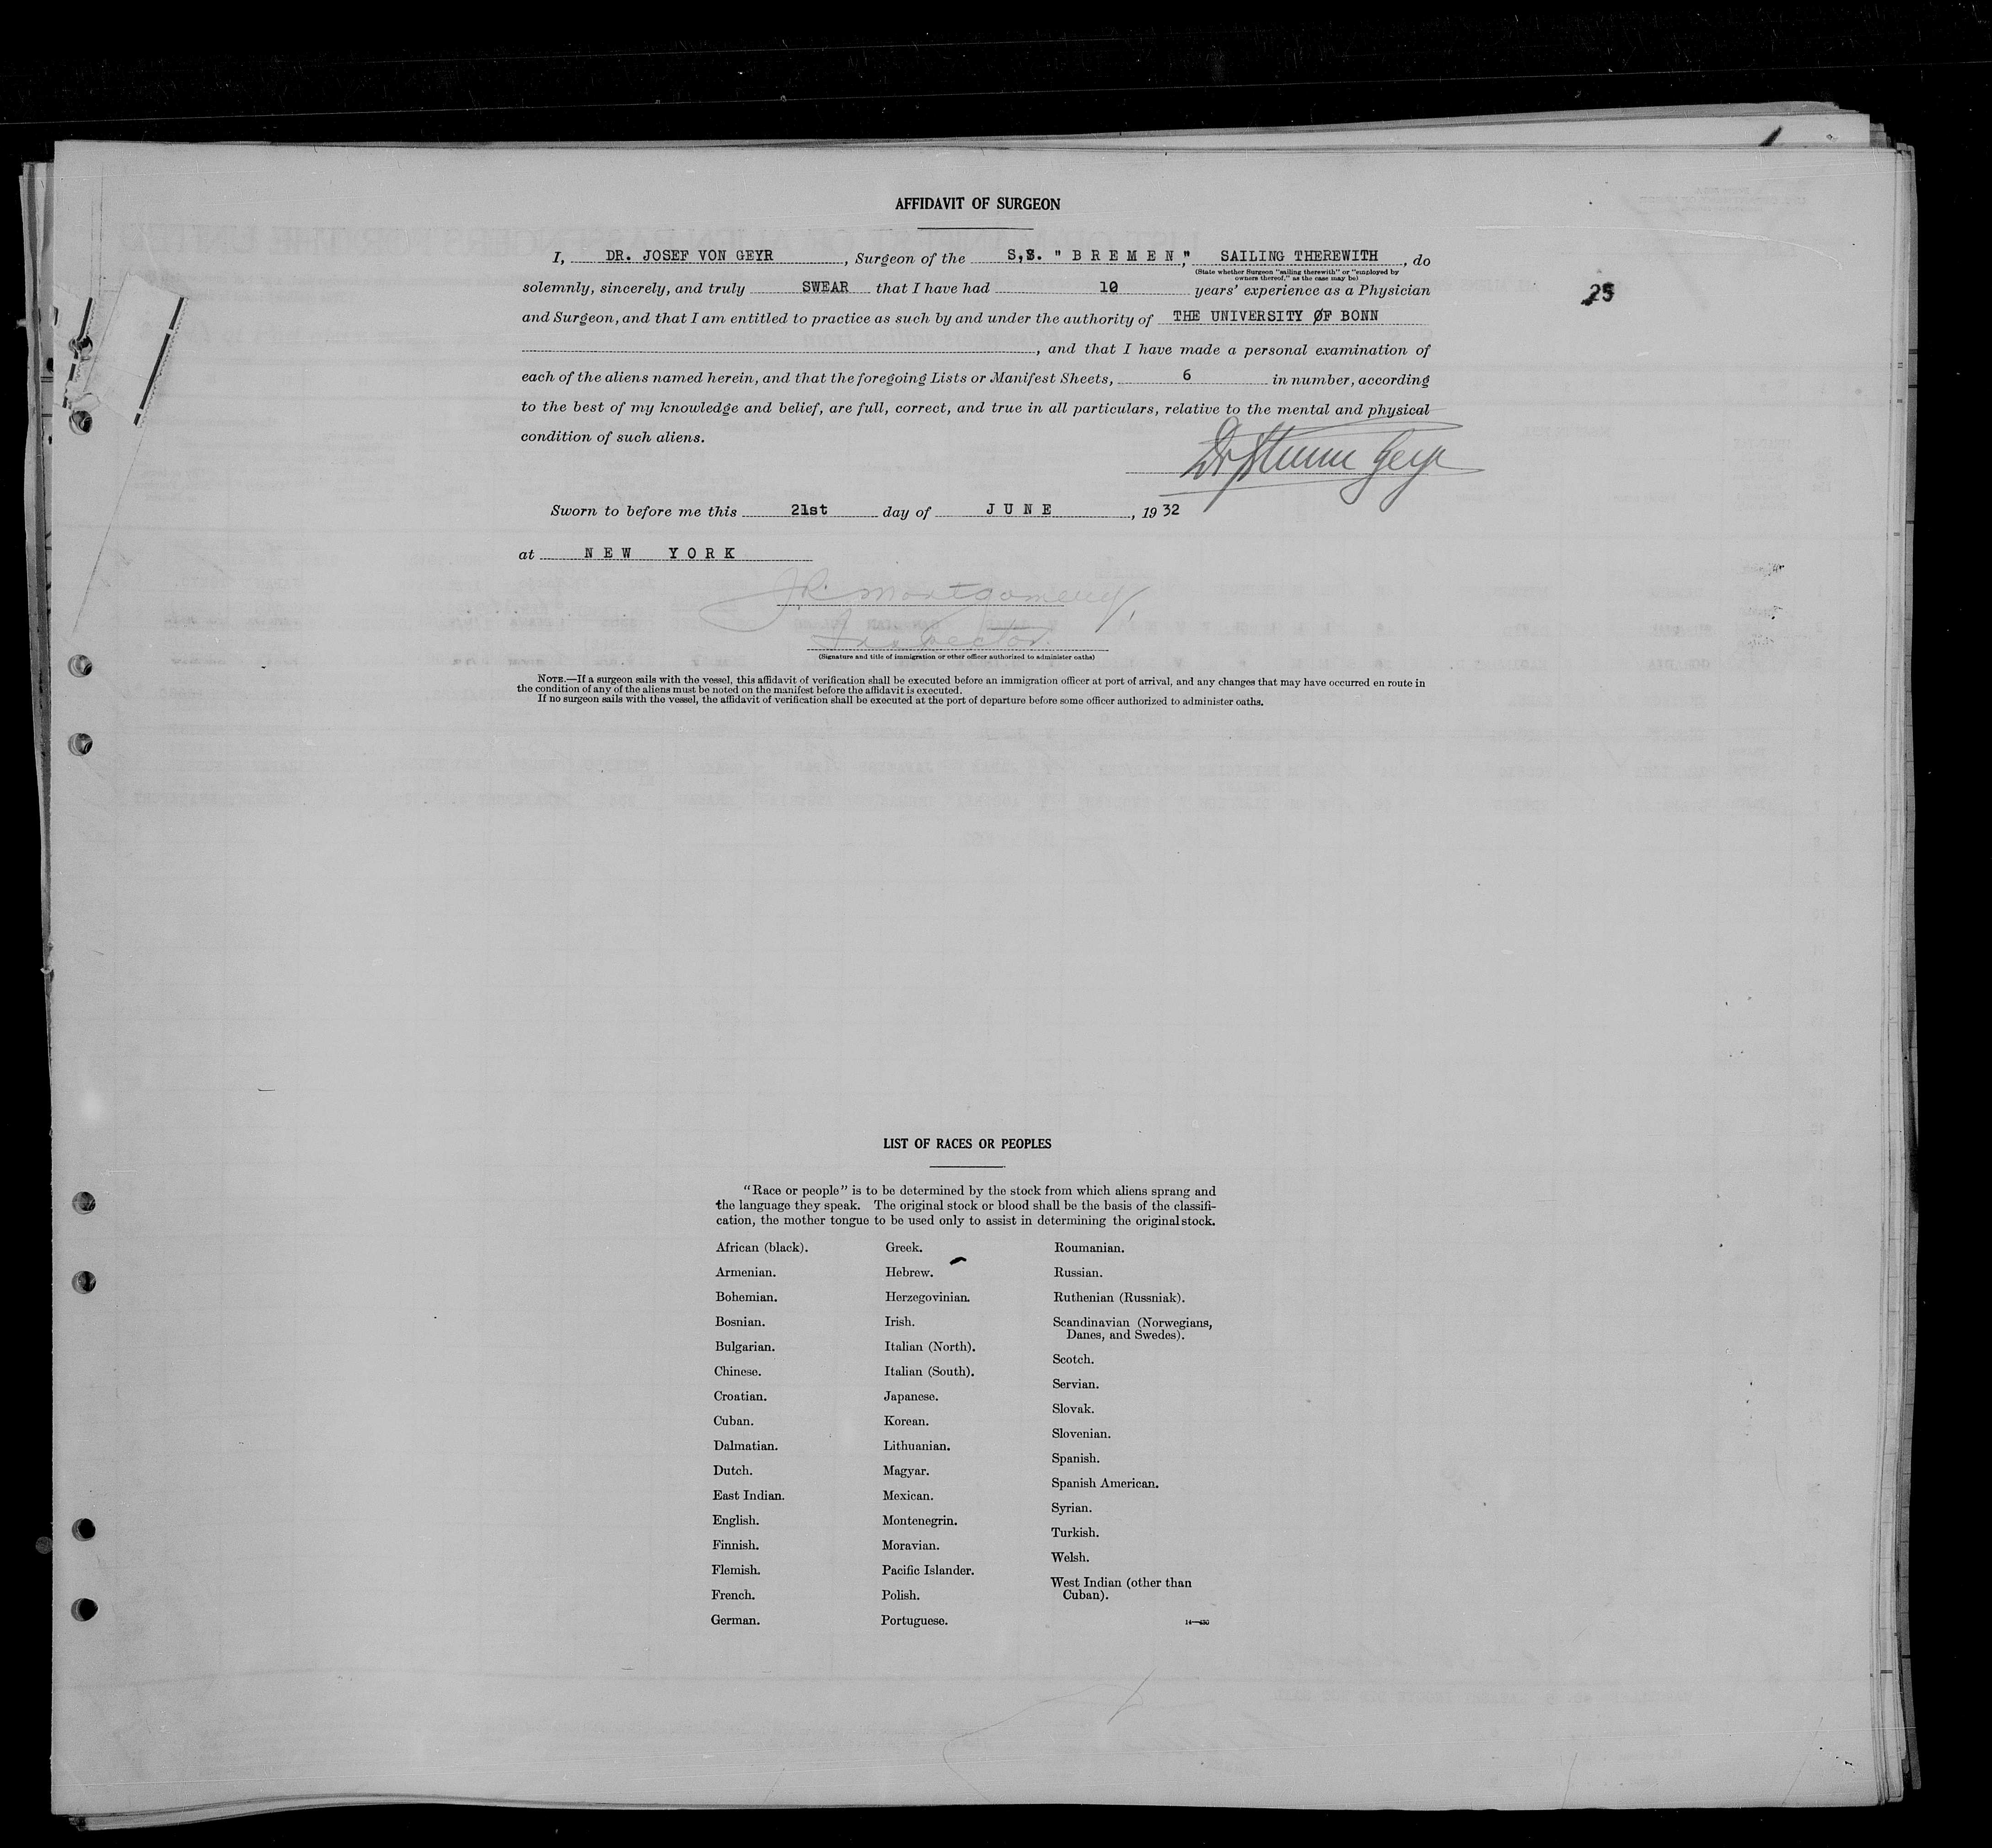 AFFIDAVIT OF SURGEON
I, DR. JOSEF VON GEYR, Surgeon of the S,S. "BREMEN," SAILING THEREWITH, do
(State whether Surgeon "sailing therewith" or "employed by
owners thereof," as the case may be)
solemnly, sincerely, and truly SWEAR that I have had 10 years' experience as a Physician
25
and Surgeon, and that I am entitled to practice as such by and under the authority of THE UNIVERSITY OF BONN
, and that I have made a personal examination of
each of the aliens named herein, and that the foregoing Lists or Manifest Sheets, 6 in number, according
to the best of my knowledge and belief, are full, correct, and true in all particulars, relative to the mental and physical
condition of such aliens.
Dr Geyr
Sworn to before me this 21st day of JUNE, 1932
at NEW YORK
J.R. Montgomery,
Inspector.
(Signature and title of immigration or other officer authorized to administer oaths)
NOTE.—If a surgeon sails with the vessel, this affidavit of verification shall be executed before an immigration officer at port of arrival, and any changes that may have occurred en route in
the condition of any of the aliens must be noted on the manifest before the affidavit is executed.
If no surgeon sails with the vessel, the affidavit of verification shall be executed at the port of departure before some officer authorized to administer oaths.
LIST OF RACES OR PEOPLES
"Race or people" is to be determined by the stock from which aliens sprang and
the language they speak. The original stock or blood shall be the basis of the classifi-
cation, the mother tongue to be used only to assist in determining the original stock.
African (black).
Armenian.
Bohemian.
Bosnian.
Bulgarian.
Chinese.
Croatian.
Cuban.
Dalmatian.
Dutch.
East Indian.
English.
Finnish.
Flemish.
French.
German.
Greek.
Hebrew.
Herzegovinian.
Irish.
Italian (North).
Italian (South).
Japanese.
Korean.
Lithuanian.
Magyar.
Mexican.
Montenegrin.
Moravian.
Pacific Islander.
Polish.
Portuguese.
Roumanian.
Russian.
Ruthenian (Russniak).
Scandinavian (Norwegians,
Danes, and Swedes).
Scotch.
Servian.
Slovak.
Slovenian.
Spanish.
Spanish American.
Syrian.
Turkish.
Welsh.
West Indian (other than
Cuban).